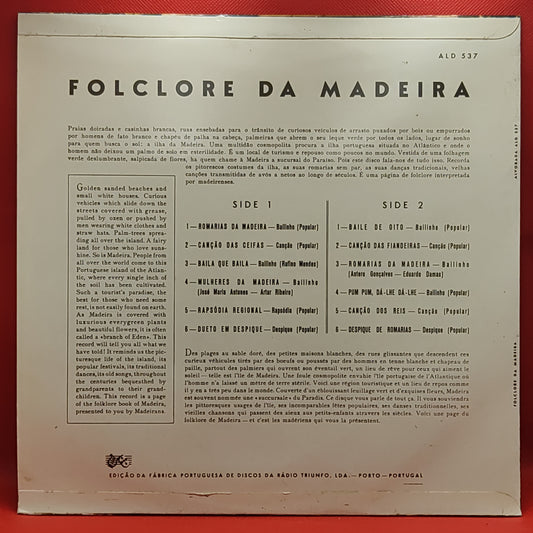 ALD 537
FOLCLORE DA MADEIRA
Praias doiradas e casinhas brancas, ruas ensebadas para o trânsito de curiosos veículos de arrasto puxados por bois ou empurrados
por homens de fato branco e chapéu de palha na cabeça, palmeiras que abrem o seu leque verde por todos os lados, lugar de sonho
para quem busca o sol: a ilha da Madeira. Uma multidão cosmopolita procura a ilha portuguesa situada no Atlântico e onde o
homem não deixou um palmo de solo em esterilidade. É um local de turismo e repouso como poucos no mundo. Vestida de uma folhagem
verde deslumbrante, salpicada de flores, há quem chame à Madeira a sucursal do Paraíso. Pois este disco fala-nos de tudo isso. Recorda
os pitorescos costumes da ilha, as suas romarias sem par, as suas danças tradicionais, velhas
canções transmitidas de avós a netos ao longo de séculos. É uma página de folclore interpretada
por madeirenses.
Golden sanded beaches and
small white houses. Curious
vehicles which slide down the
streets covered with grease,
pulled by oxen or pushed by
men wearing white clothes and
straw hats. Palm-trees spreading
all over the island. A fairy
land for those who love sunshine.
So is Madeira. People from
all over the world come to this
Portuguese island of the Atlantic,
where every single inch of
the soil has been cultivated.
Such a tourist's paradise, the
best for those who need some
rest, is not easily found on earth.
As Madeira is covered with
luxurious everygreen plants
and beautiful flowers, it is often
called a «branch of Eden». This
record will tell you all what we
have told! It reminds us the picturesque
life of the island, its
popular festivals, its traditional
dances, its old songs, throughout
the centuries bequeathed by
grandparents to their grandchildren.
This record is a page
of the folklore book of Madeira,
presented to you by Madeirans.
SIDE 1
1—ROMARIAS DA MADEIRA—Bailinho (Popular)
2—CANÇÃO DAS CEIFAS—Canção (Popular)
3—BAILA QUE BAILA—Bailinho (Rufino Mendes)
4—MULHERES DA MADEIRA—Bailinho
(José Maria Antunes—Artur Ribeiro)
5—RAPSÓDIA REGIONAL—Rapsódia (Popular)
6—DUETO EM DESPIQUE—Despique (Popular)
SIDE 2
1—BAILE DE OITO—Bailinho (Popular)
2—CANÇÃO DAS FIANDEIRAS—Canção (Popular)
3—ROMARIAS DA MADEIRA—Bailinho
(Antero Gonçalves—Eduardo Damas)
4—PUM PUM, DÁ-LHE DÁ-LHE—Bailinho (Popular)
5—CANÇÃO DOS REIS—Canção (Popular)
6—DESPIQUE DE ROMARIAS—Despique (Popular)
Des plages au sable doré, des petites maisons blanches, des rues glissantes que descendent ces
curieux véhicules tirés par des boeufs ou poussés par des hommes en tenue blanche et chapeau de
paille, partout des palmiers qui ouvrent son éventail vert, un lieu de rêve pour ceux qui aiment le
soleil—telle est l'île de Madeira. Une foule cosmopolite envahit l'île portugaise de l'Atlantique où
l'homme n'a laissé un mètre de terre stérile. Voici une région touristique et un lieu de repos comme
il y en a très peu dans le monde. Couverte d'un éblouissant feuillage vert et d'exquises fleurs, Madeira
est souvent nommée une «succursale» du Paradis. Ce disque vous parle de tout ça. Il vous souviendra
les pittoresques usages de l'île, ses incomparables fêtes populaires, ses danses traditionnelles, ses
vieilles chansons qui passent des aïeux aux petits-enfants atravers les siècles. Voici une page du
folklore de Madeira—et c'est les madériens qui vous la présentent.
EDIÇÃO DA FÁBRICA PORTUGUESA DE DISCOS DA RÁDIO TRIUNFO, LDA.—PORTO—PORTUGAL
ALVORADA ALD 537
FOLCLORE DA MADEIRA